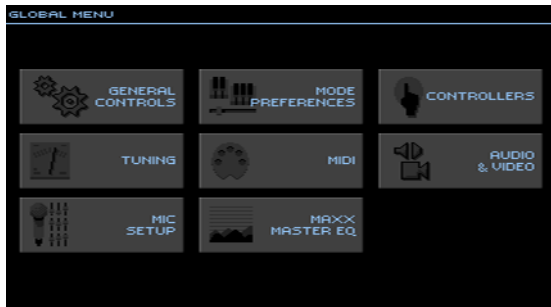 GLOBAL MENU
GENERAL
CONTROLS
MODE
PREFERENCES
CONTROLLERS
TUNING
MIDI
AUDIO
& VIDEO
MIC
SETUP
MAXX
MASTER EQ